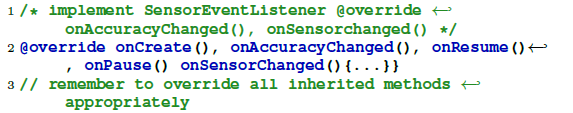 1 /* implement SensorEventListener @override ↩
onAccuracyChanged(), onSensorchanged() */
2 @override onCreate(), onAccuracyChanged(), onResume()↩
, onPause() onSensorChanged(){...}}
3 // remember to override all inherited methods ↩
appropriately